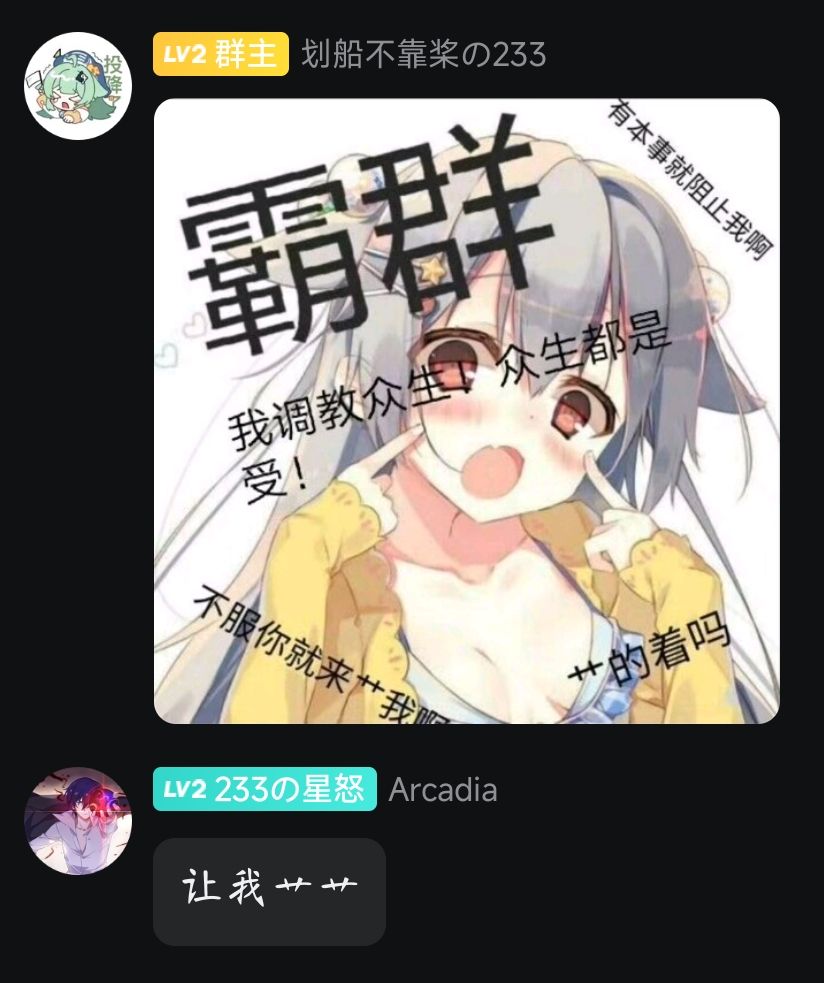 LV2 群主 划船不靠桨の233
投降
有本事就阻止我啊
霸群
我调教众生！众生都是
受！
不服你就来艹我啊
艹的着吗
LV2 233の星怒 Arcadia
让我艹艹